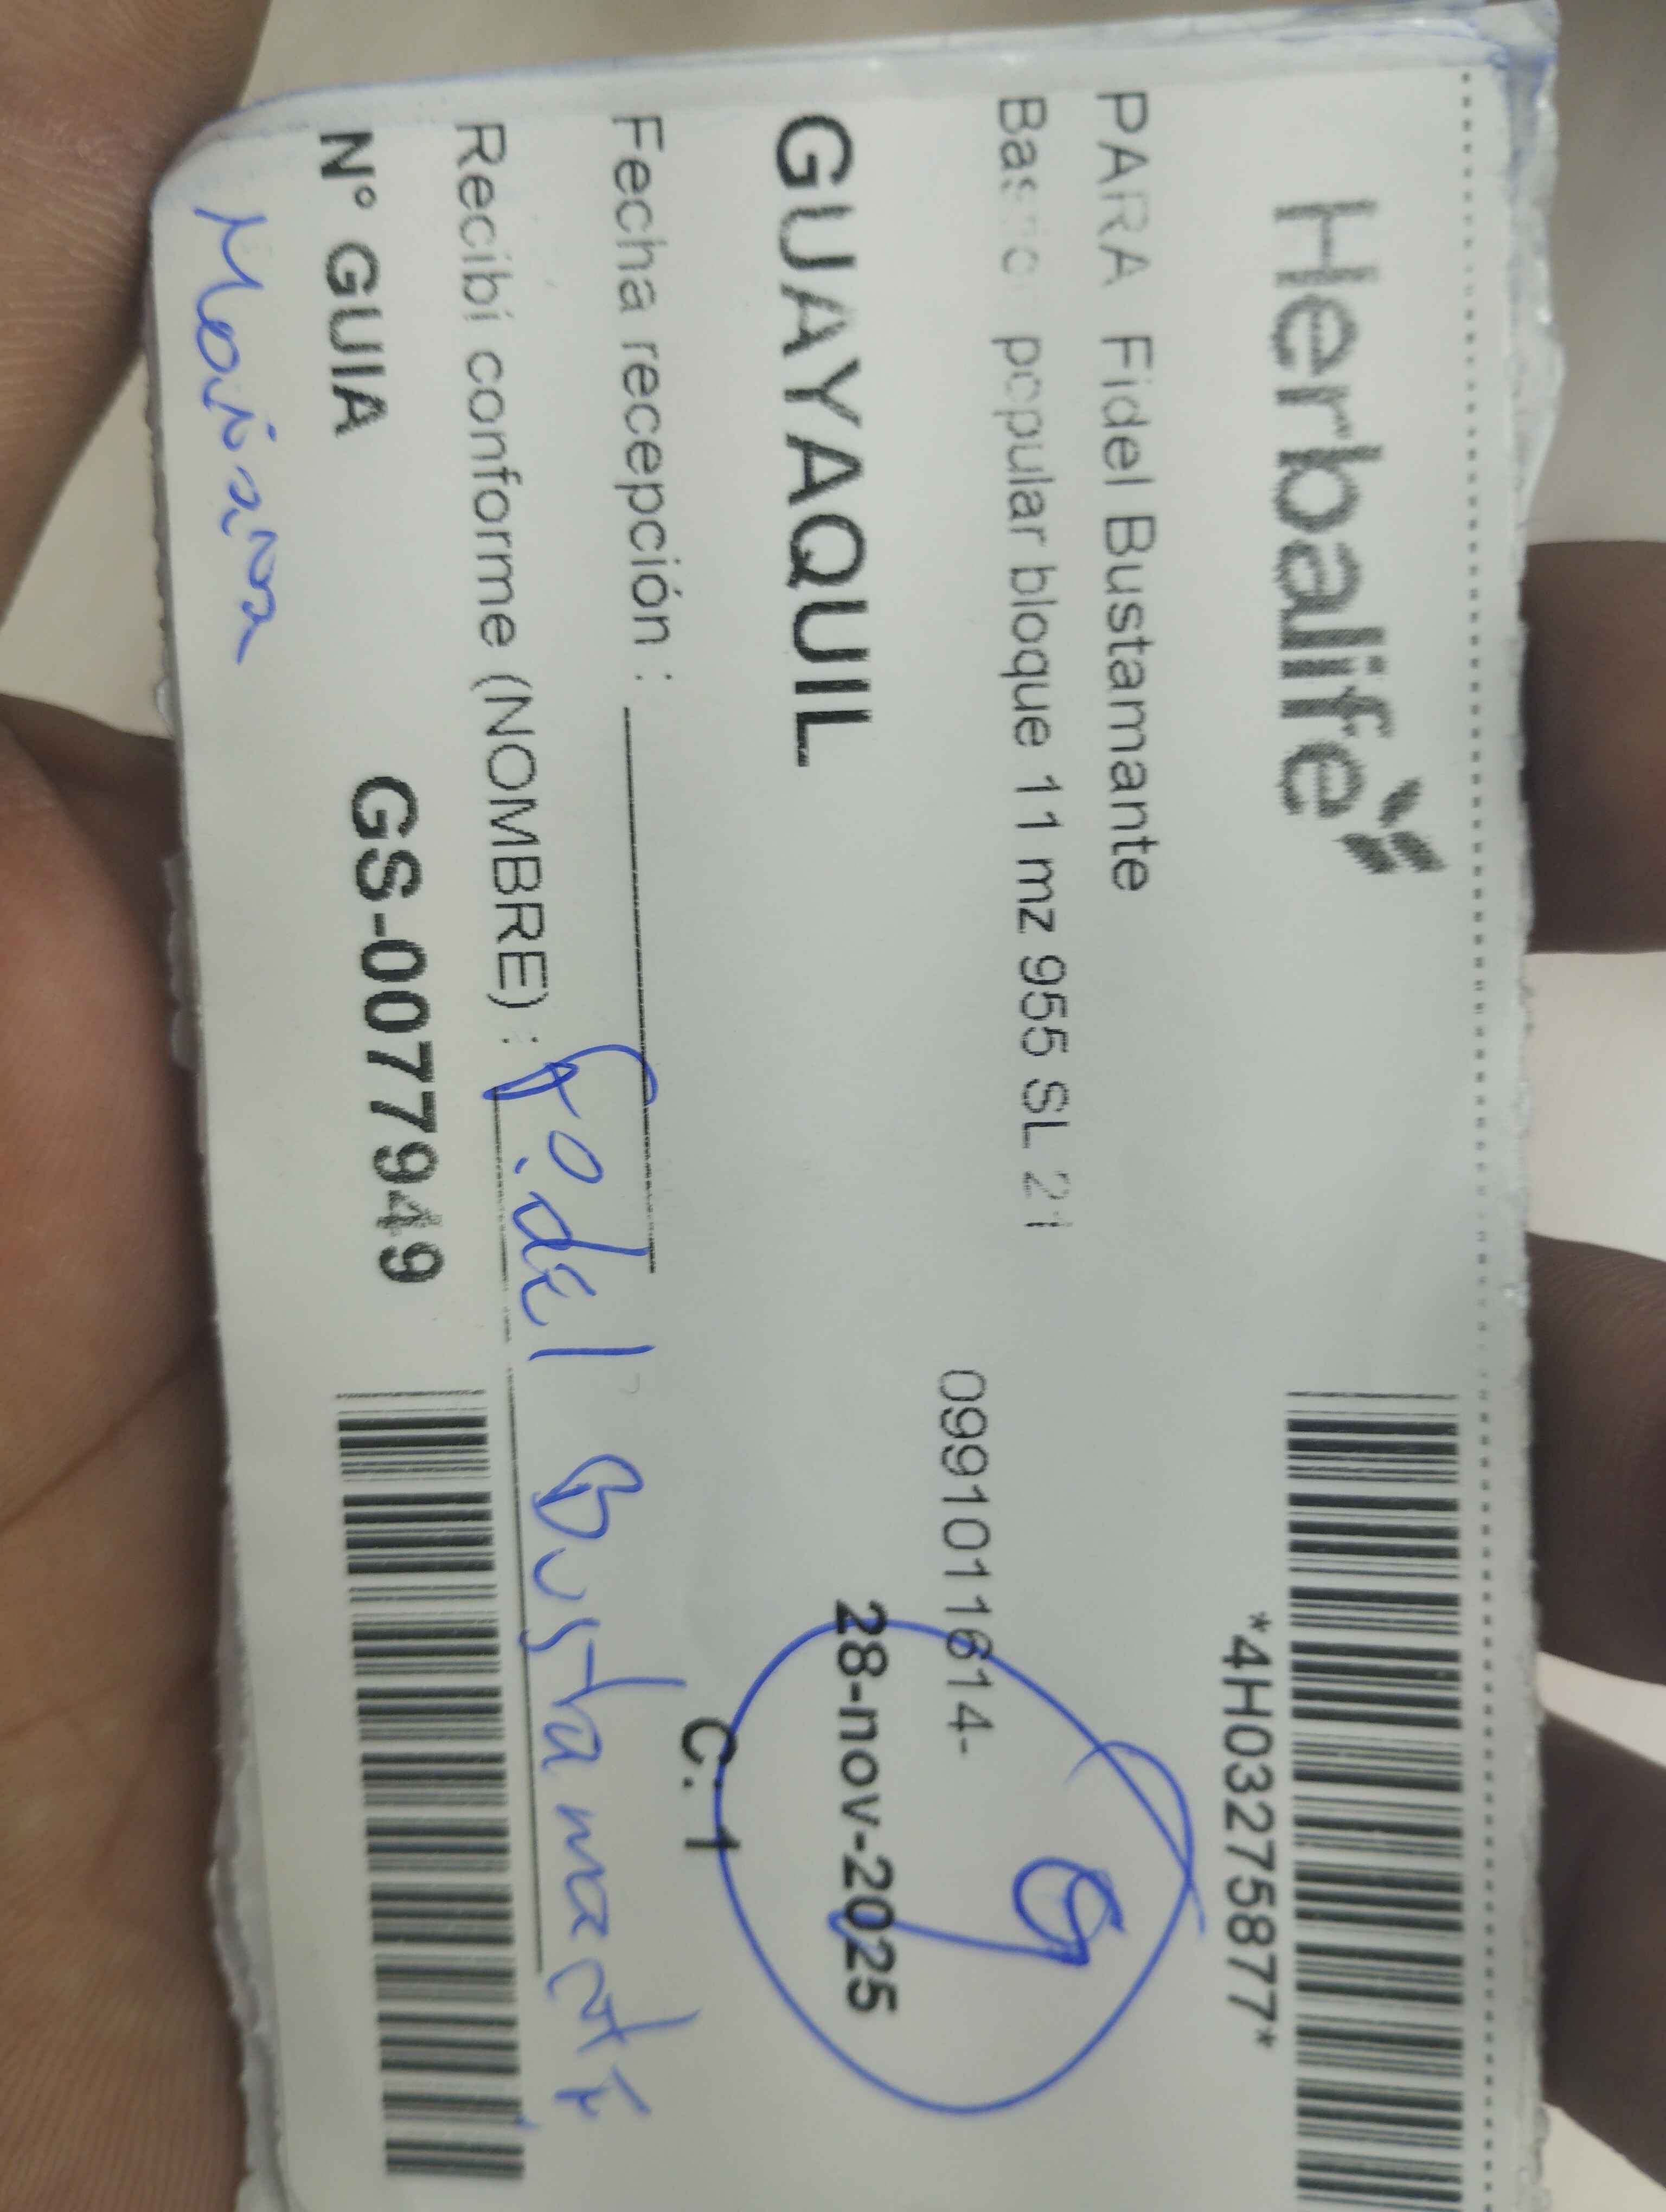 Herbalife
*4H03275877*
PARA Fidel Bustamante
popular bloque 11 mz 955 SL 21
0991011614-
9
GUAYAQUIL
28-nov-2025
C: 1
Fecha recepción :
Recibí conforme (NOMBRE) : Fidel Bustamante
N° GUIA GS-0077949